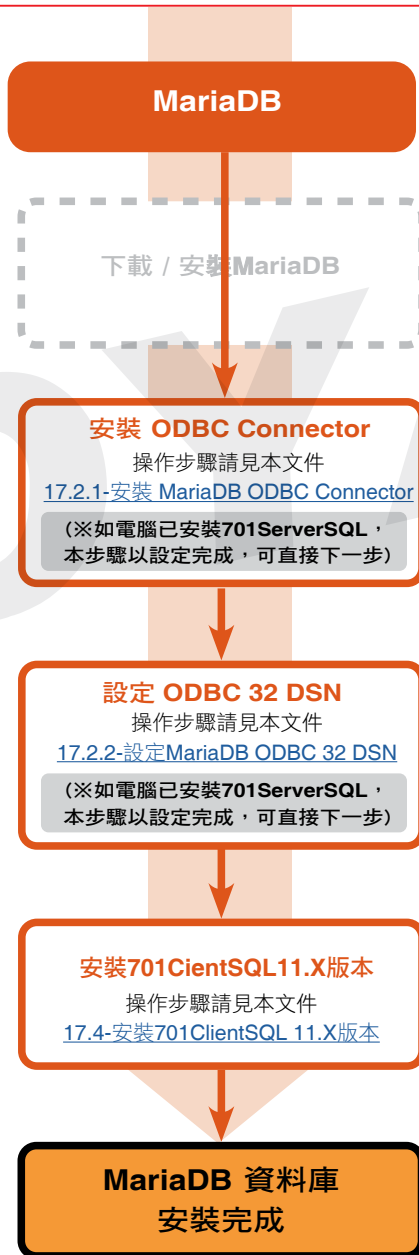 MariaDB
下載 / 安裝MariaDB
安裝 ODBC Connector
操作步驟請見本文件
17.2.1-安裝 MariaDB ODBC Connector
(※如電腦已安裝701ServerSQL，
本步驟以設定完成，可直接下一步)
設定 ODBC 32 DSN
操作步驟請見本文件
17.2.2-設定MariaDB ODBC 32 DSN
(※如電腦已安裝701ServerSQL，
本步驟以設定完成，可直接下一步)
安裝701CientSQL11.X版本
操作步驟請見本文件
17.4-安裝701ClientSQL 11.X版本
MariaDB 資料庫
安裝完成